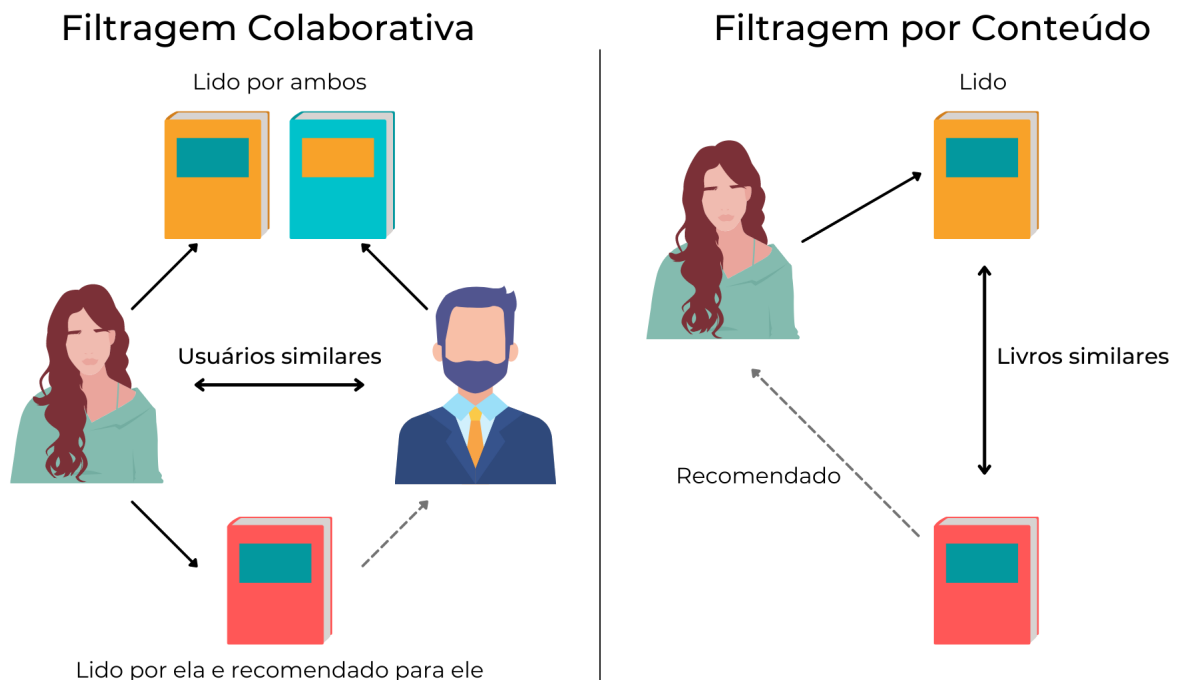 Filtragem Colaborativa
Lido por ambos
Usuários similares
Lido por ela e recomendado para ele
Filtragem por Conteúdo
Lido
Livros similares
Recomendado